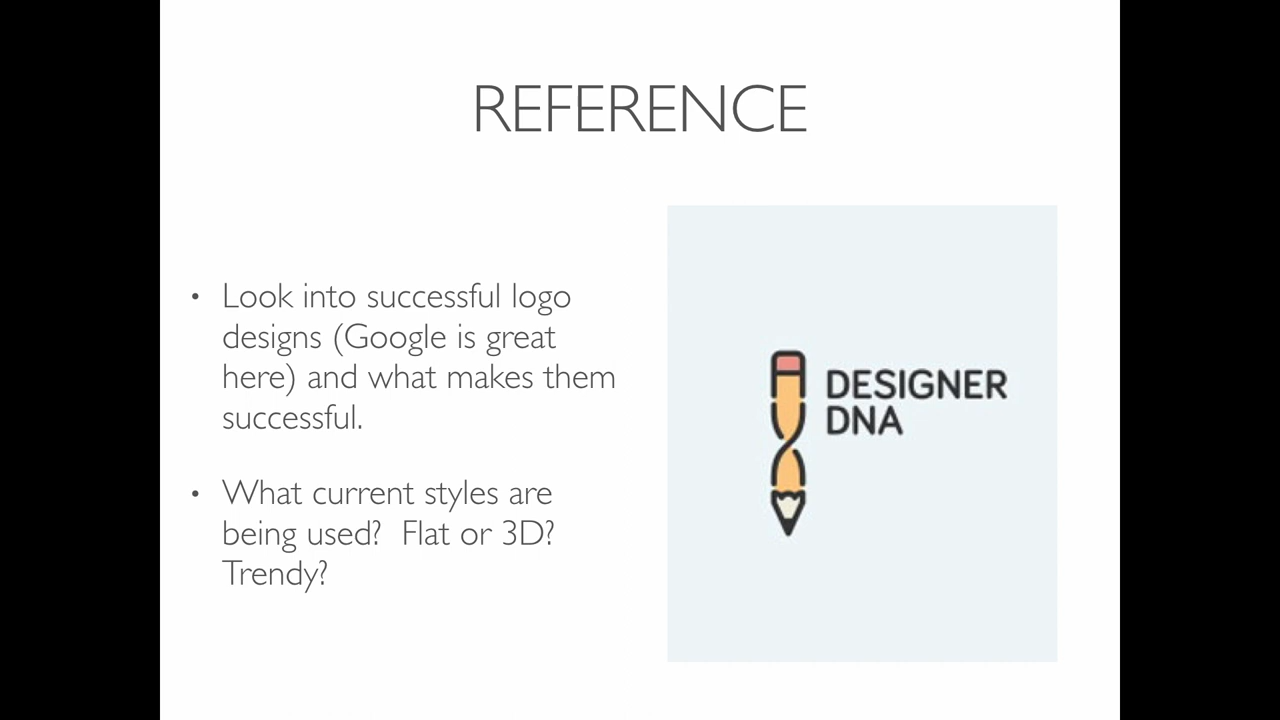 REFERENCE
• Look into successful logo
designs (Google is great
here) and what makes them
successful.
• What current styles are
being used?  Flat or 3D?
Trendy?
DESIGNER
DNA